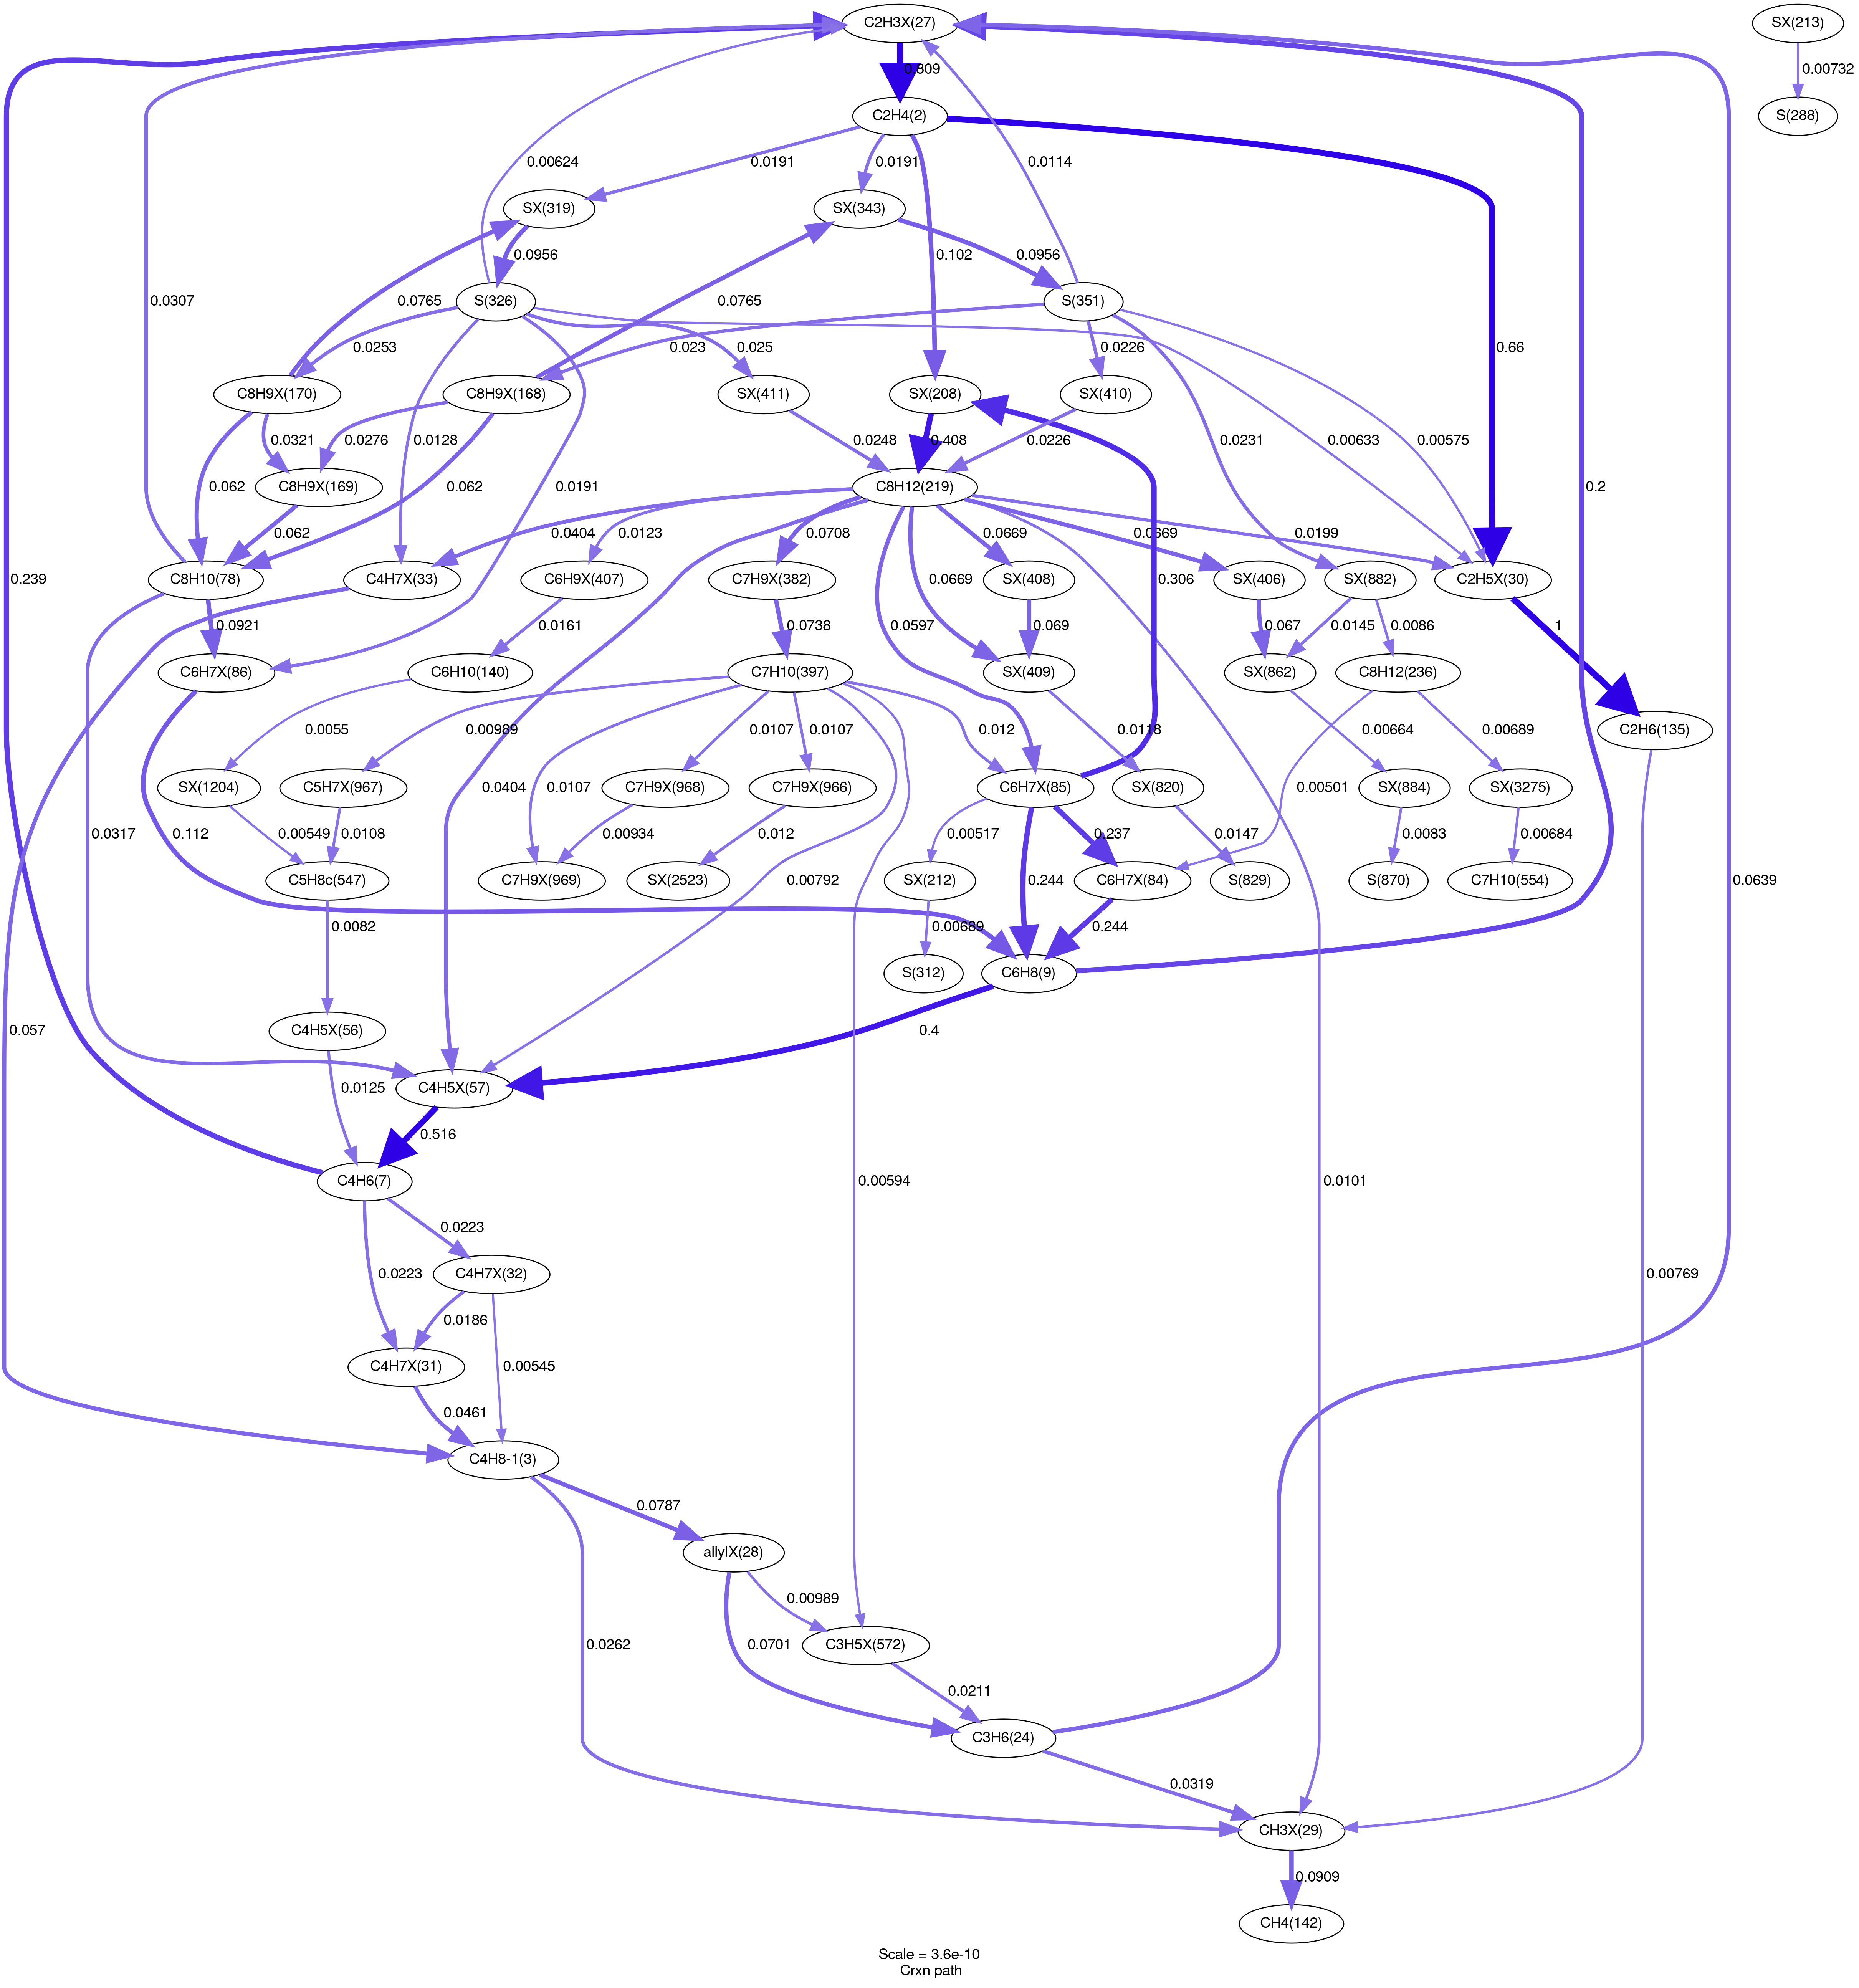 C2H3X(27)
SX(213)
0.809
0.00732
C2H4(2)
S(288)
0.00624
0.0191
0.0191
0.0114
SX(319)
SX(343)
0.0956
0.102
0.0956
S(326)
S(351)
0.0307
0.0765
0.0765
0.0253
0.025
0.023
0.0226
0.66
C8H9X(170)
C8H9X(168)
SX(411)
SX(208)
SX(410)
0.0321
0.0276
0.0128
0.0248
0.408
0.0226
0.0231
0.00633
0.00575
0.062
C8H9X(169)
0.0191
C8H12(219)
0.2
0.062
0.062
0.0404
0.0123
0.0708
0.0669
0.0669
0.0199
0.239
C8H10(78)
C4H7X(33)
C6H9X(407)
C7H9X(382)
SX(408)
SX(406)
SX(882)
C2H5X(30)
0.0669
0.306
0.0921
0.0161
0.0738
0.0597
0.069
0.067
0.0145
0.0086
1
C6H7X(86)
C6H10(140)
C7H10(397)
SX(409)
SX(862)
C8H12(236)
0.0055
0.00989
0.0107
0.0107
0.012
0.0118
0.00664
0.00689
C2H6(135)
SX(1204)
C5H7X(967)
C7H9X(968)
C7H9X(966)
C6H7X(85)
SX(820)
SX(884)
SX(3275)
0.0404
0.0107
0.00501
0.0317
0.112
0.00549
0.0108
0.00934
0.012
0.00517
0.237
0.0147
0.0083
0.00684
0.0639
C5H8c(547)
C7H9X(969)
SX(2523)
SX(212)
C6H7X(84)
S(829)
S(870)
C7H10(554)
0.00792
0.244
0.0082
0.00689
0.244
S(312)
C6H8(9)
0.057
C4H5X(56)
0.4
0.0125
C4H5X(57)
0.516
C4H6(7)
0.00594
0.0101
0.0223
0.0223
C4H7X(32)
0.00769
0.0186
C4H7X(31)
0.00545
0.0461
C4H8-1(3)
0.0787
allylX(28)
0.00989
0.0262
0.0701
C3H5X(572)
0.0211
C3H6(24)
0.0319
CH3X(29)
0.0909
CH4(142)
Scale = 3.6e-10
Crxn path